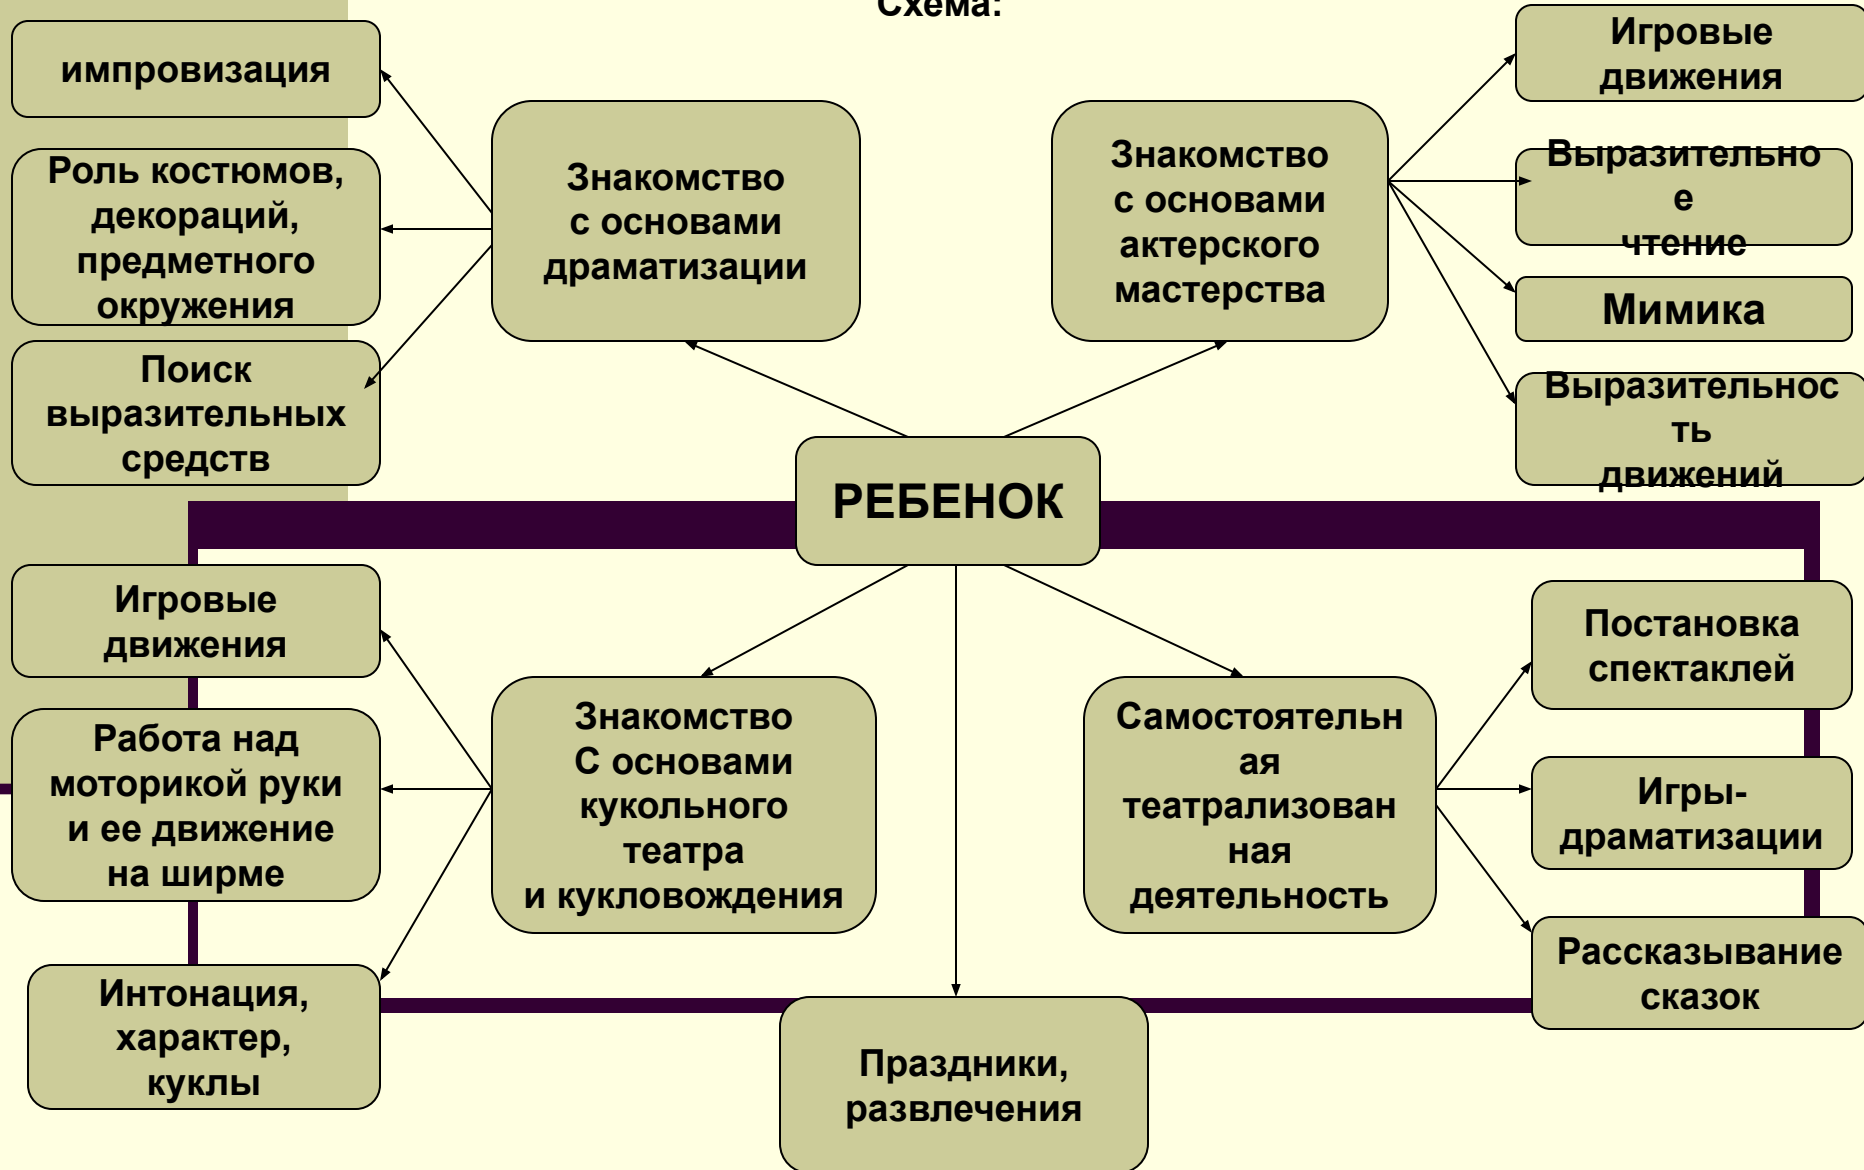 Схема:
импровизация
Роль костюмов,
декораций,
предметного
окружения
Поиск
выразительных
средств
Знакомство
с основами
драматизации
Знакомство
с основами
актерского
мастерства
Игровые
движения
Выразительно
е
чтение
Мимика
Выразительнос
ть
движений
РЕБЕНОК
Игровые
движения
Работа над
моторикой руки
и ее движение
на ширме
Интонация,
характер,
куклы
Знакомство
С основами
кукольного
театра
и кукловождения
Самостоятельн
ая
театрализован
ная
деятельность
Постановка
спектаклей
Игры-
драматизации
Рассказывание
сказок
Праздники,
развлечения